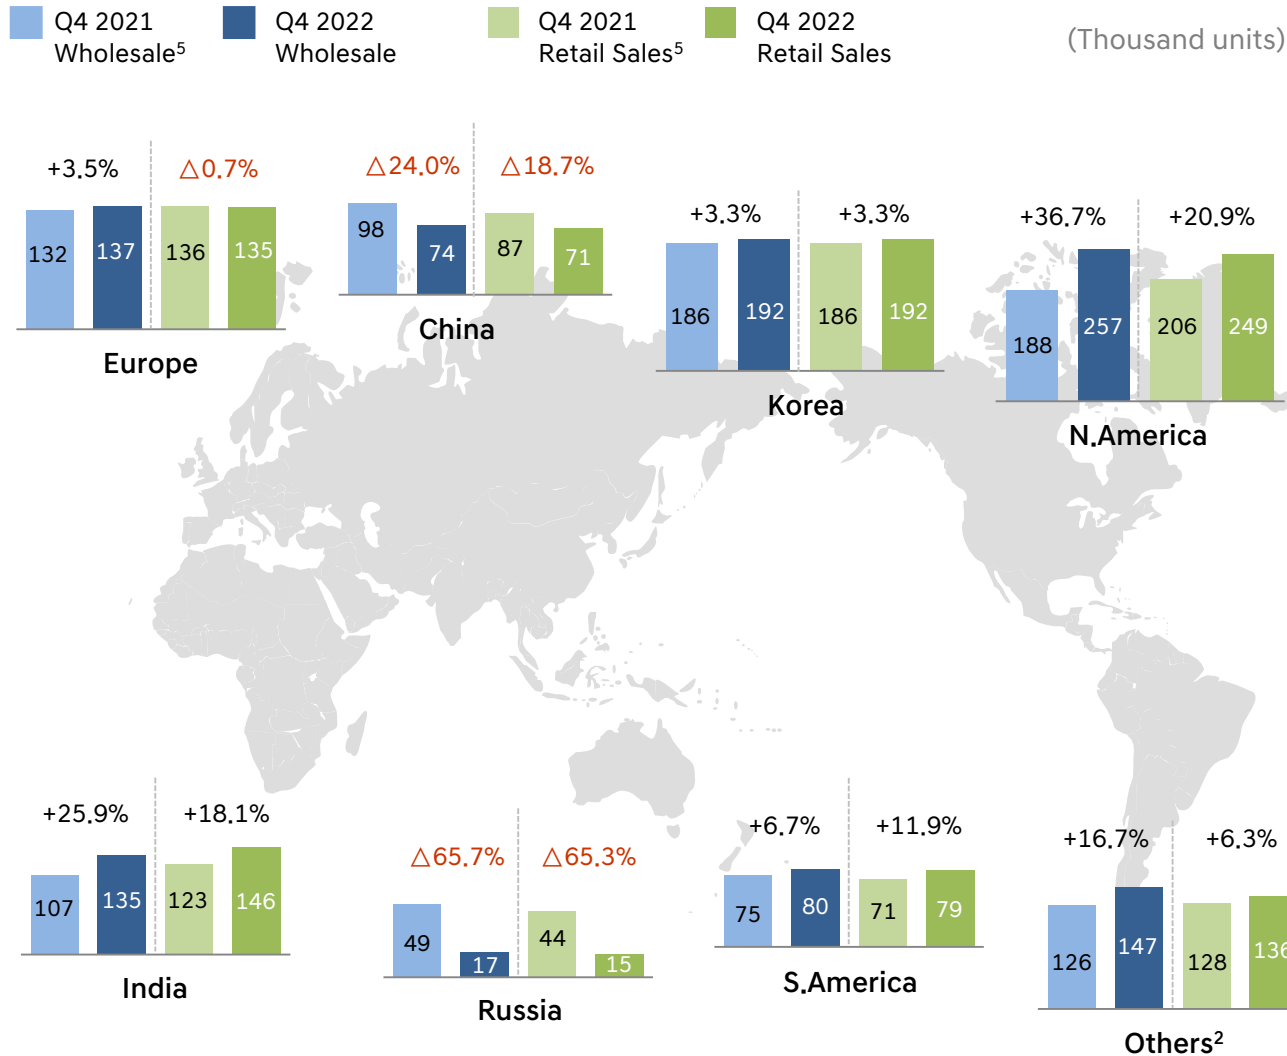 Q4 2021 Wholesale⁵
Q4 2022 Wholesale
Q4 2021 Retail Sales⁵
Q4 2022 Retail Sales
(Thousand units)
+3.5% △0.7%
132 137 136 135
Europe
△24.0% △18.7%
98 74 87 71
China
+3.3% +3.3%
186 192 186 192
Korea
+36.7% +20.9%
188 257 206 249
N.America
+25.9% +18.1%
107 135 123 146
India
△65.7% △65.3%
49 17 44 15
Russia
+6.7% +11.9%
75 80 71 79
S.America
+16.7% +6.3%
126 147 128 136
Others²